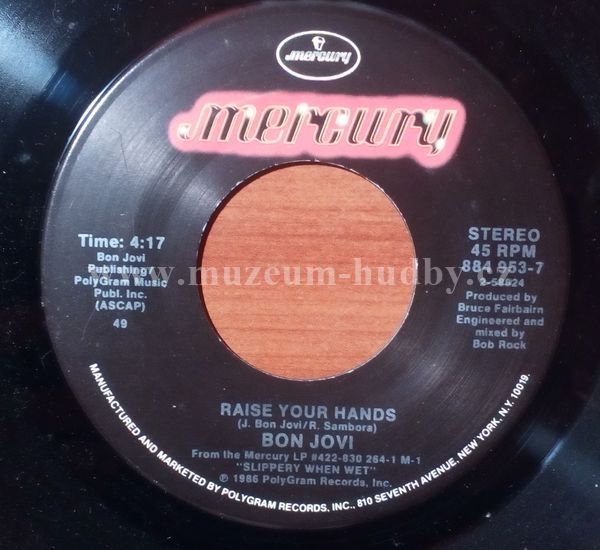 mercury
mercury
Time: 4:17
Bon Jovi
Publishing/
PolyGram Music
Publ. Inc.
(ASCAP)
49
STEREO
45 RPM
884 953-7
2-58824
Produced by
Bruce Fairbairn
Engineered and
mixed by
Bob Rock
www.muzeum-hudby.cz
RAISE YOUR HANDS
(J. Bon Jovi/R. Sambora)
BON JOVI
From the Mercury LP #422-830 264-1 M-1
"SLIPPERY WHEN WET"
℗ 1986 PolyGram Records, Inc.
MANUFACTURED AND MARKETED BY POLYGRAM RECORDS, INC., 810 SEVENTH AVENUE, NEW YORK, N.Y. 10019.